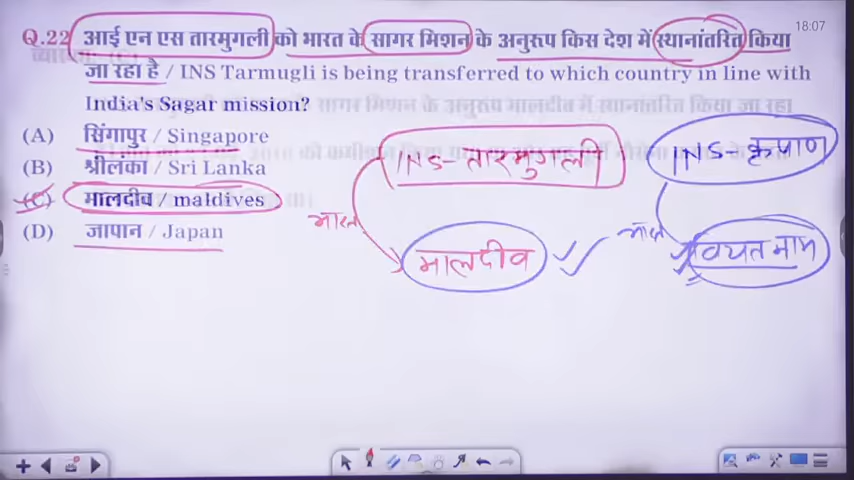 18:07
Q.22 आई एन एस तारमुगली को भारत के सागर मिशन के अनुरूप किस देश में स्थानांतरित किया
जा रहा है / INS Tarmugli is being transferred to which country in line with
India's Sagar mission?
(A) सिंगापुर / Singapore
(B) श्रीलंका / Sri Lanka
(C) मालदीव / maldives
(D) जापान / Japan
INS-तारमुगली
INS-कृपाण
भारत
मालदीव
भारत
वियतनाम